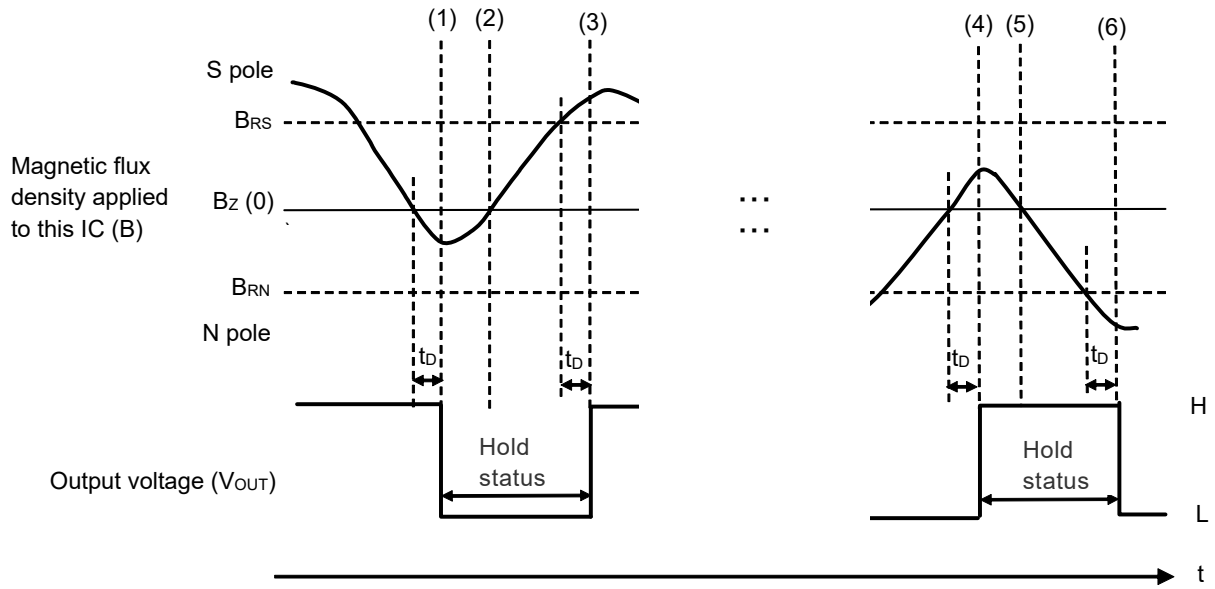 (1) (2) (3) (4) (5) (6)
S pole
BRS
Magnetic flux
density applied
to this IC (B)
BZ (0)
...
...
BRN
N pole
tD tD tD tD
H
Hold
status
Hold
status
Output voltage (VOUT)
L
t